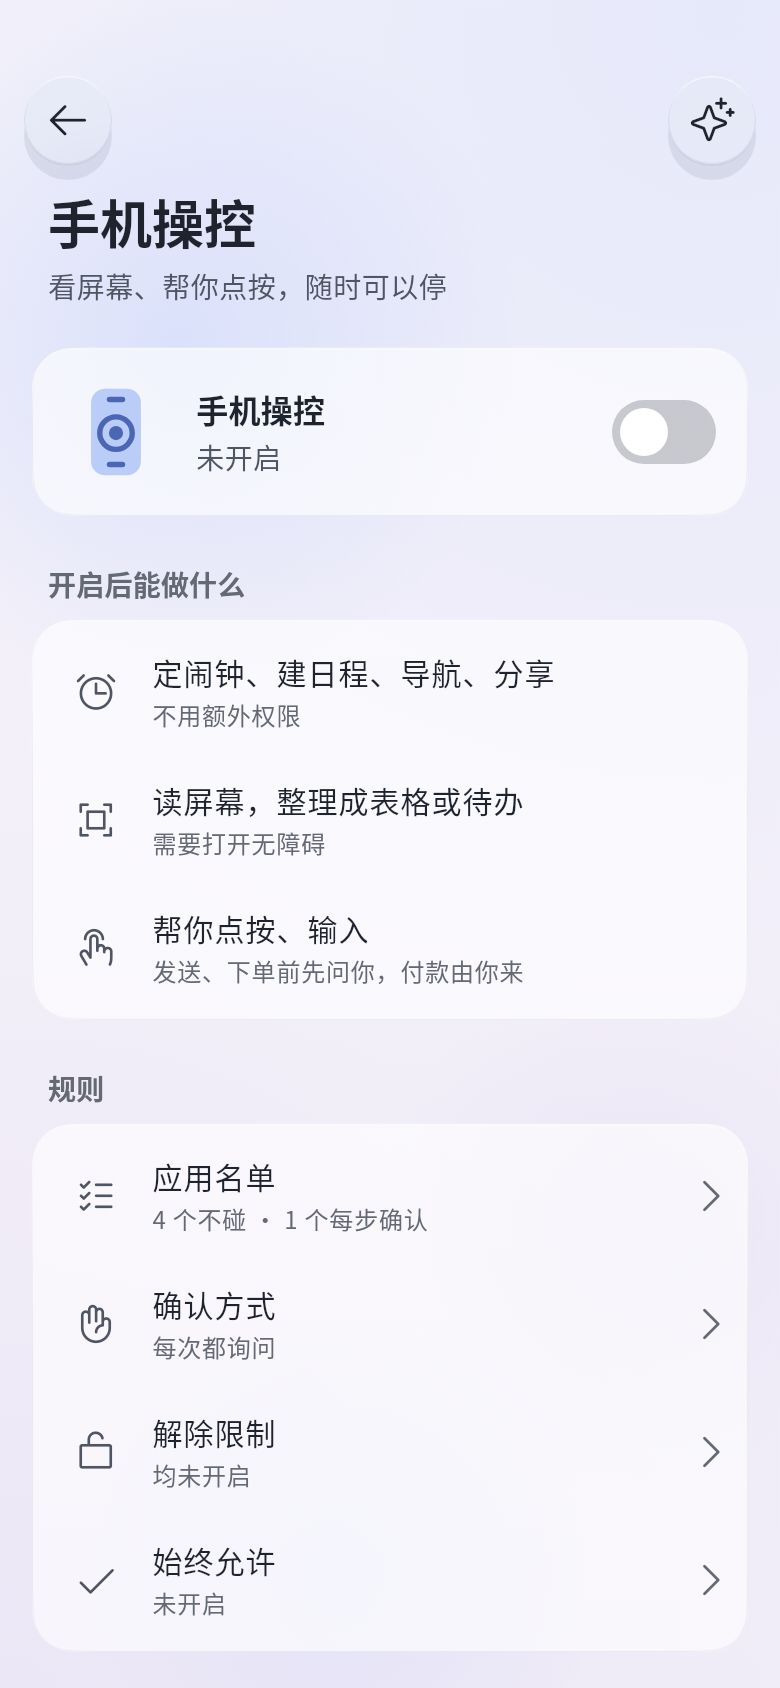 手机操控
看屏幕、帮你点按，随时可以停
手机操控
未开启
开启后能做什么
定闹钟、建日程、导航、分享
不用额外权限
读屏幕，整理成表格或待办
需要打开无障碍
帮你点按、输入
发送、下单前先问你，付款由你来
规则
应用名单
4 个不碰 · 1 个每步确认
确认方式
每次都询问
解除限制
均未开启
始终允许
未开启